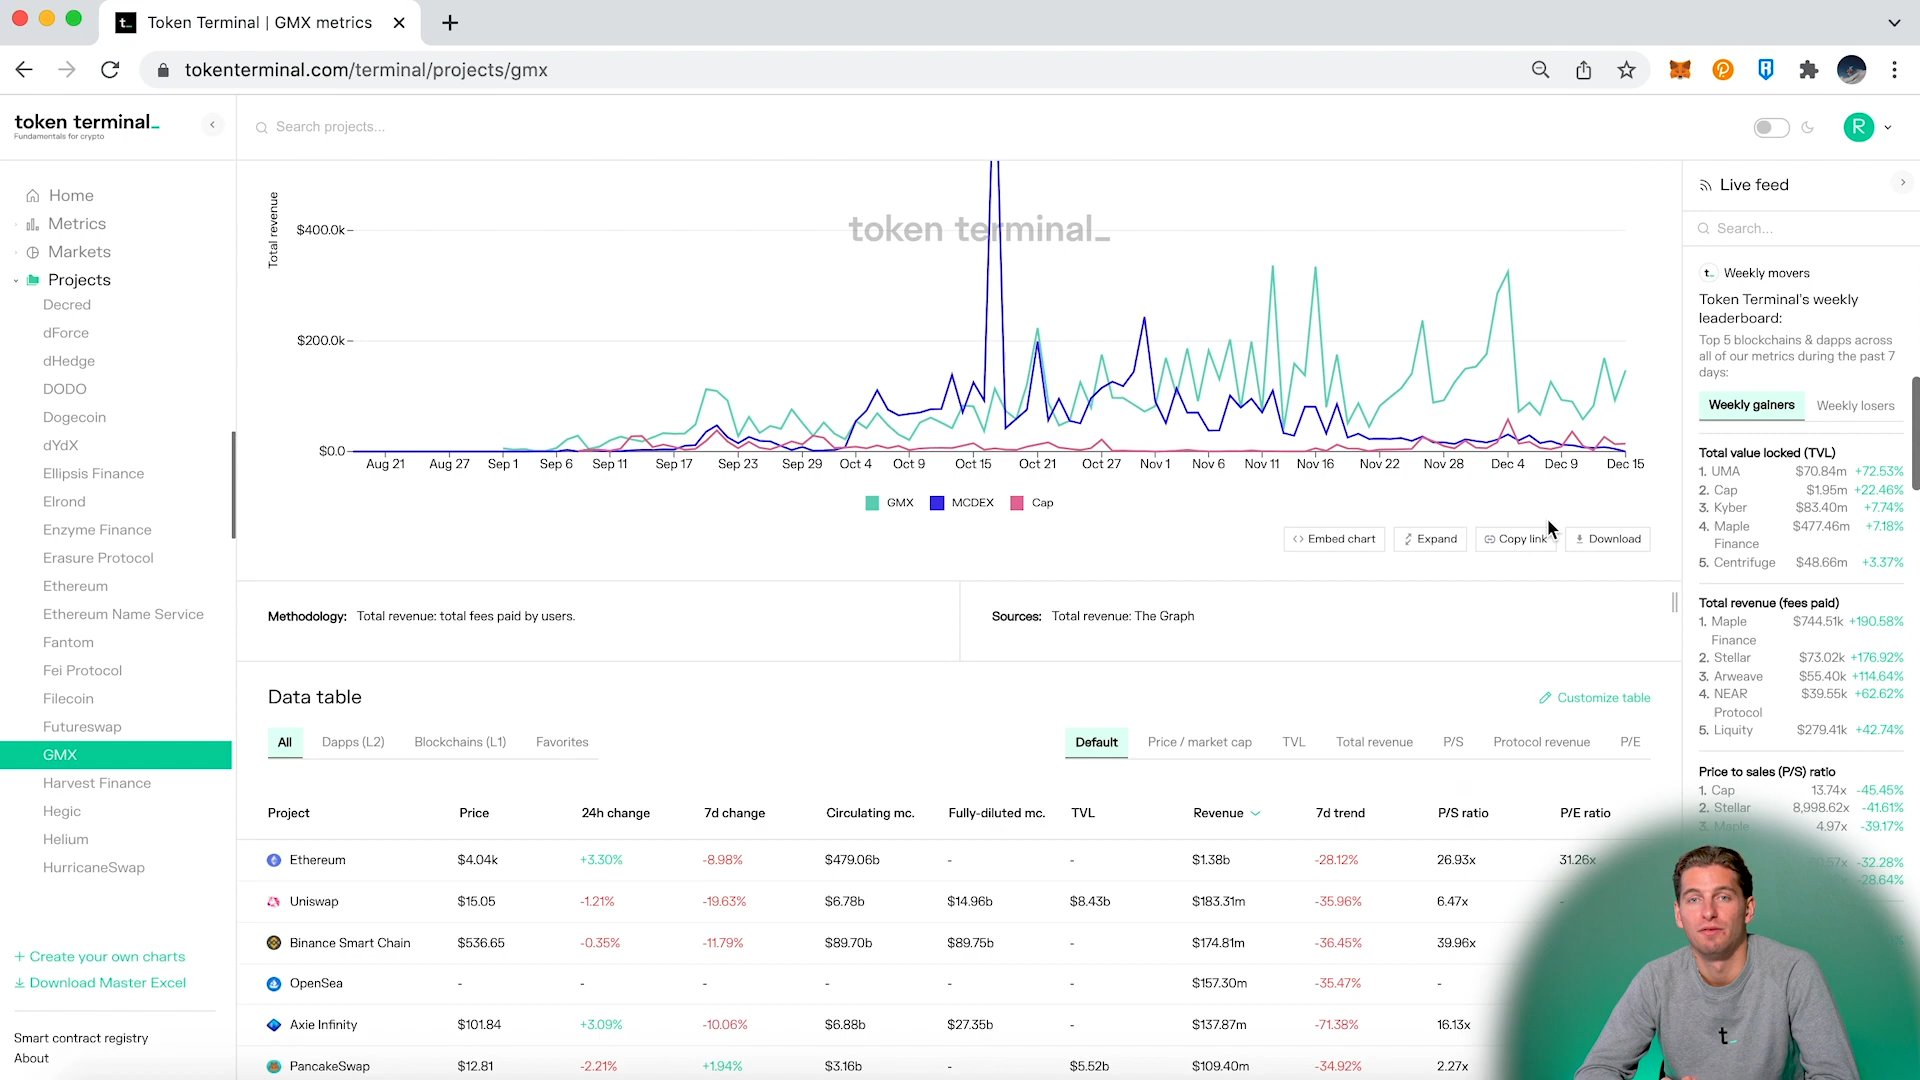 t_ Token Terminal | GMX metrics
tokenterminal.com/terminal/projects/gmx
token terminal_
Fundamentals for crypto
Search projects...
R
Home
Metrics
Markets
Projects
Decred
dForce
dHedge
DODO
Dogecoin
dYdX
Ellipsis Finance
Elrond
Enzyme Finance
Erasure Protocol
Ethereum
Ethereum Name Service
Fantom
Fei Protocol
Filecoin
Futureswap
GMX
Harvest Finance
Hegic
Helium
HurricaneSwap
+ Create your own charts
Download Master Excel
Smart contract registry
About
Total revenue
token terminal_
$400.0k
$200.0k
$0.0
Aug 21 Aug 27 Sep 1 Sep 6 Sep 11 Sep 17 Sep 23 Sep 29 Oct 4 Oct 9 Oct 15 Oct 21 Oct 27 Nov 1 Nov 6 Nov 11 Nov 16 Nov 22 Nov 28 Dec 4 Dec 9 Dec 15
GMX MCDEX Cap
Embed chart Expand Copy link Download
Methodology: Total revenue: total fees paid by users.
Sources: Total revenue: The Graph
Data table
Customize table
All Dapps (L2) Blockchains (L1) Favorites
Default Price / market cap TVL Total revenue P/S Protocol revenue P/E
Project Price 24h change 7d change Circulating mc. Fully-diluted mc. TVL Revenue 7d trend P/S ratio P/E ratio
Ethereum $4.04k +3.30% -8.98% $479.06b - - $1.38b -28.12% 26.93x 31.26x
Uniswap $15.05 -1.21% -19.63% $6.78b $14.96b $8.43b $183.31m -35.96% 6.47x -
Binance Smart Chain $536.65 -0.35% -11.79% $89.70b $89.75b - $174.81m -36.45% 39.96x
OpenSea - - - - - - $157.30m -35.47% -
Axie Infinity $101.84 +3.09% -10.06% $6.88b $27.35b - $137.87m -71.38% 16.13x
PancakeSwap $12.81 -2.21% +1.94% $3.16b - $5.52b $109.40m -34.92% 2.27x
Live feed
Search...
t_ Weekly movers
Token Terminal's weekly
leaderboard:
Top 5 blockchains & dapps across
all of our metrics during the past 7
days:
Weekly gainers Weekly losers
Total value locked (TVL)
1. UMA $70.84m +72.53%
2. Cap $1.95m +22.46%
3. Kyber $83.40m +7.74%
4. Maple $477.46m +7.18%
Finance
5. Centrifuge $48.66m +3.37%
Total revenue (fees paid)
1. Maple $744.51k +190.58%
Finance
2. Stellar $73.02k +176.92%
3. Arweave $55.40k +114.64%
4. NEAR $39.55k +62.62%
Protocol
5. Liquity $279.41k +42.74%
Price to sales (P/S) ratio
1. Cap 13.74x -45.45%
2. Stellar 8,998.62x -41.61%
3. Maple 4.97x -39.17%
-32.28%
-28.64%
t_